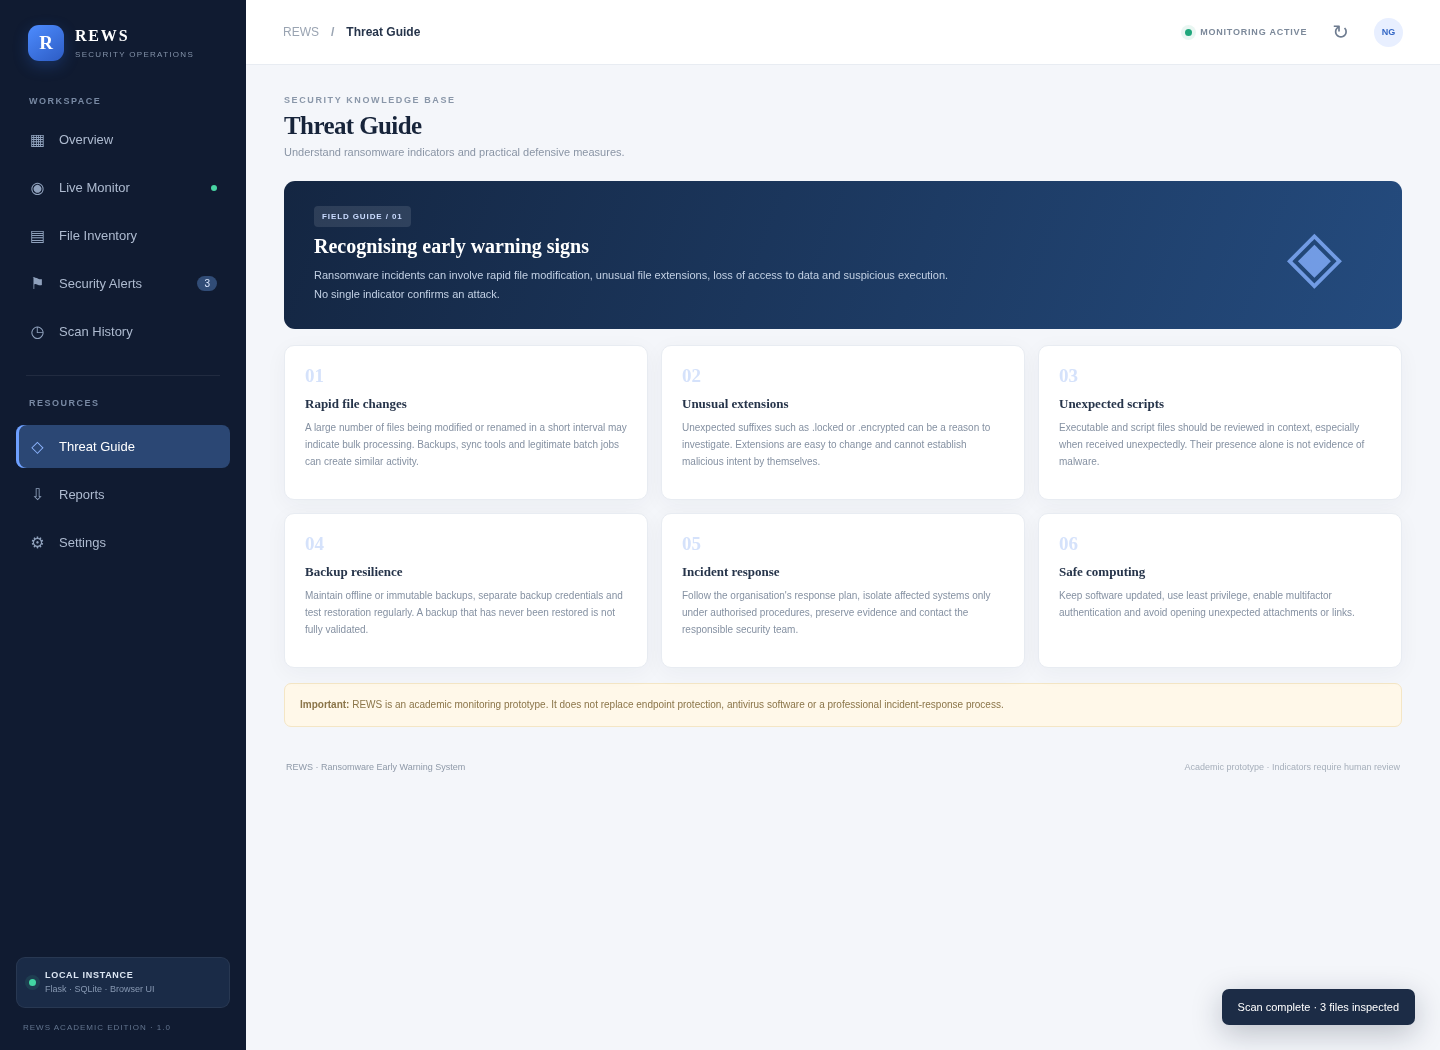 R
REWS
SECURITY OPERATIONS
WORKSPACE
Overview
Live Monitor
File Inventory
Security Alerts 3
Scan History
RESOURCES
Threat Guide
Reports
Settings
LOCAL INSTANCE
Flask · SQLite · Browser UI
REWS ACADEMIC EDITION · 1.0
REWS / Threat Guide
MONITORING ACTIVE
NG
SECURITY KNOWLEDGE BASE
Threat Guide
Understand ransomware indicators and practical defensive measures.
FIELD GUIDE / 01
Recognising early warning signs
Ransomware incidents can involve rapid file modification, unusual file extensions, loss of access to data and suspicious execution.
No single indicator confirms an attack.
01
Rapid file changes
A large number of files being modified or renamed in a short interval may
indicate bulk processing. Backups, sync tools and legitimate batch jobs
can create similar activity.
02
Unusual extensions
Unexpected suffixes such as .locked or .encrypted can be a reason to
investigate. Extensions are easy to change and cannot establish
malicious intent by themselves.
03
Unexpected scripts
Executable and script files should be reviewed in context, especially
when received unexpectedly. Their presence alone is not evidence of
malware.
04
Backup resilience
Maintain offline or immutable backups, separate backup credentials and
test restoration regularly. A backup that has never been restored is not
fully validated.
05
Incident response
Follow the organisation's response plan, isolate affected systems only
under authorised procedures, preserve evidence and contact the
responsible security team.
06
Safe computing
Keep software updated, use least privilege, enable multifactor
authentication and avoid opening unexpected attachments or links.
Important: REWS is an academic monitoring prototype. It does not replace endpoint protection, antivirus software or a professional incident-response process.
REWS · Ransomware Early Warning System
Academic prototype · Indicators require human review
Scan complete · 3 files inspected